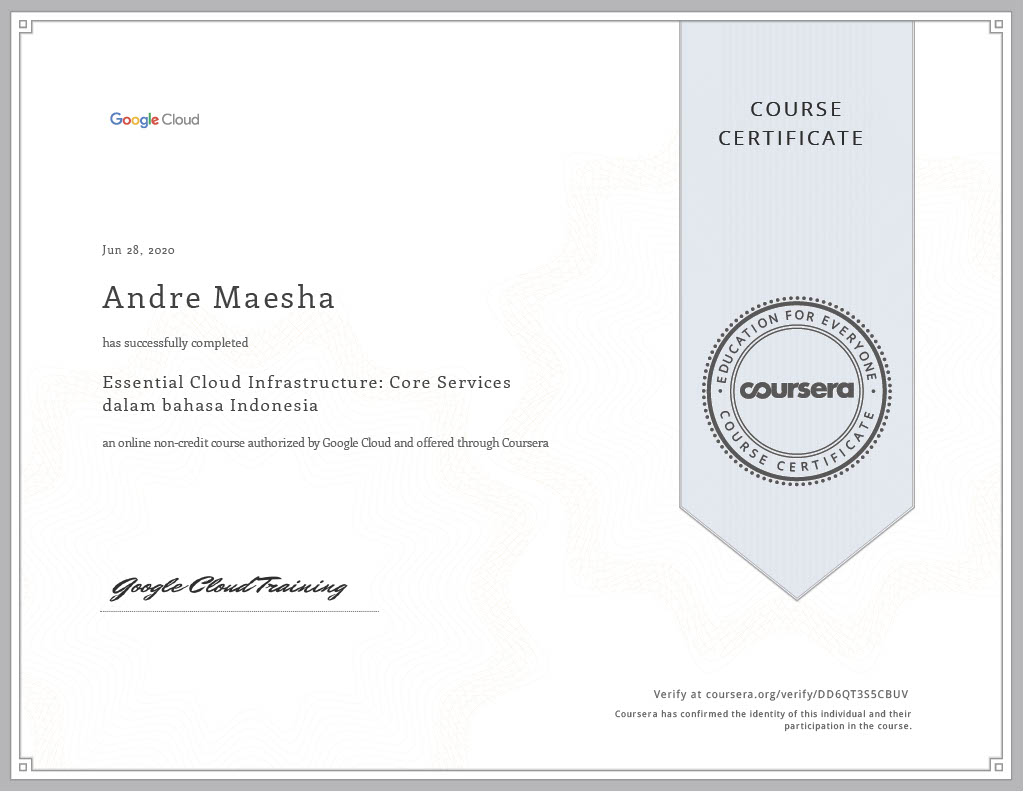 Google Cloud
COURSE
CERTIFICATE
Jun 28, 2020
Andre Maesha
has successfully completed
Essential Cloud Infrastructure: Core Services
dalam bahasa Indonesia
an online non-credit course authorized by Google Cloud and offered through Coursera
EDUCATION FOR EVERYONE
coursera
COURSE CERTIFICATE
Google Cloud Training
Verify at coursera.org/verify/DD6QT3S5CBUV
Coursera has confirmed the identity of this individual and their
participation in the course.